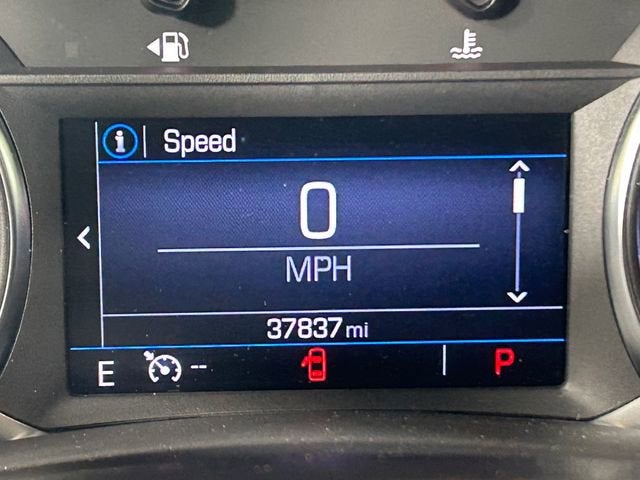 i Speed
0
MPH
37837 mi
E -- P